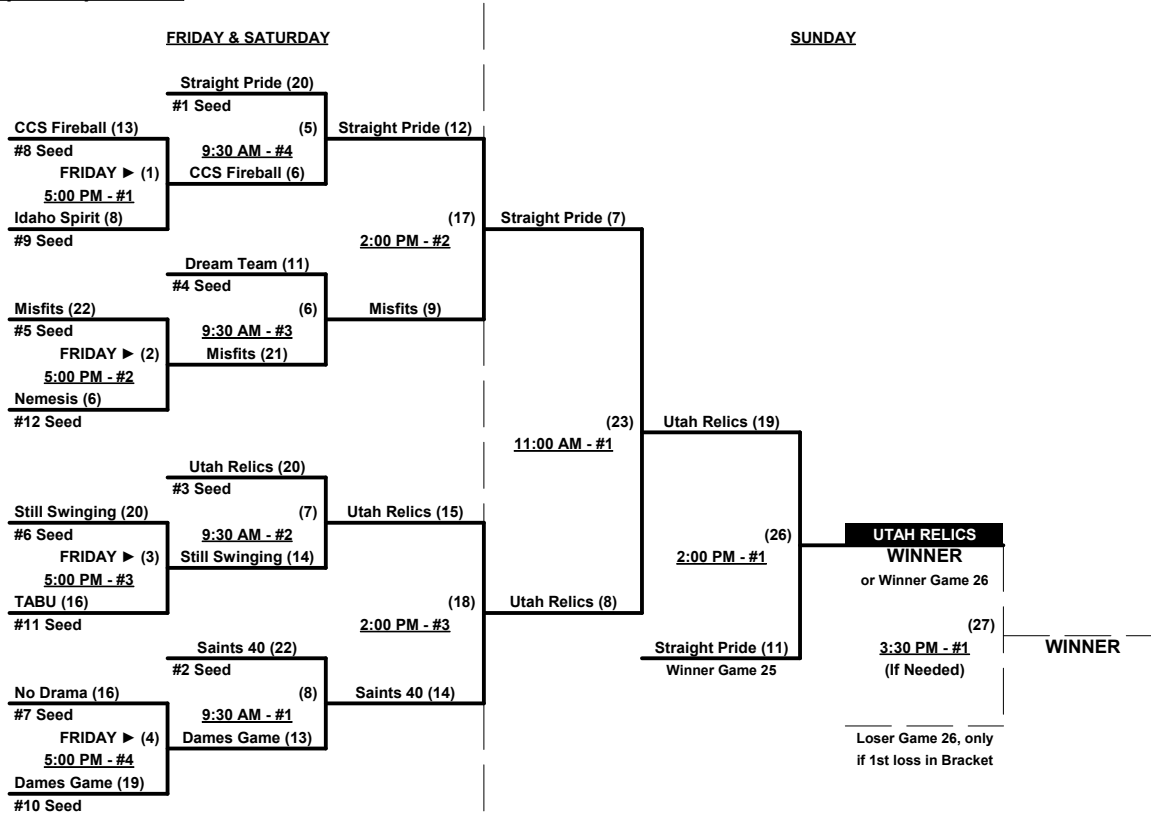 FRIDAY & SATURDAY
SUNDAY
Straight Pride (20)
#1 Seed
CCS Fireball (13)
(5)
Straight Pride (12)
#8 Seed
9:30 AM - #4
FRIDAY ► (1)
CCS Fireball (6)
5:00 PM - #1
Idaho Spirit (8)
(17)
Straight Pride (7)
#9 Seed
2:00 PM - #2
Dream Team (11)
#4 Seed
Misfits (22)
(6)
Misfits (9)
#5 Seed
9:30 AM - #3
FRIDAY ► (2)
Misfits (21)
5:00 PM - #2
Nemesis (6)
#12 Seed
(23)
Utah Relics (19)
11:00 AM - #1
Utah Relics (20)
#3 Seed
Still Swinging (20)
(7)
Utah Relics (15)
#6 Seed
9:30 AM - #2
(26)
UTAH RELICS
FRIDAY ► (3)
Still Swinging (14)
2:00 PM - #1
WINNER
5:00 PM - #3
or Winner Game 26
TABU (16)
(18)
Utah Relics (8)
#11 Seed
2:00 PM - #3
(27)
Saints 40 (22)
Straight Pride (11)
3:30 PM - #1
WINNER
#2 Seed
Winner Game 25
(If Needed)
No Drama (16)
(8)
Saints 40 (14)
#7 Seed
9:30 AM - #1
FRIDAY ► (4)
Dames Game (13)
Loser Game 26, only
5:00 PM - #4
if 1st loss in Bracket
Dames Game (19)
#10 Seed